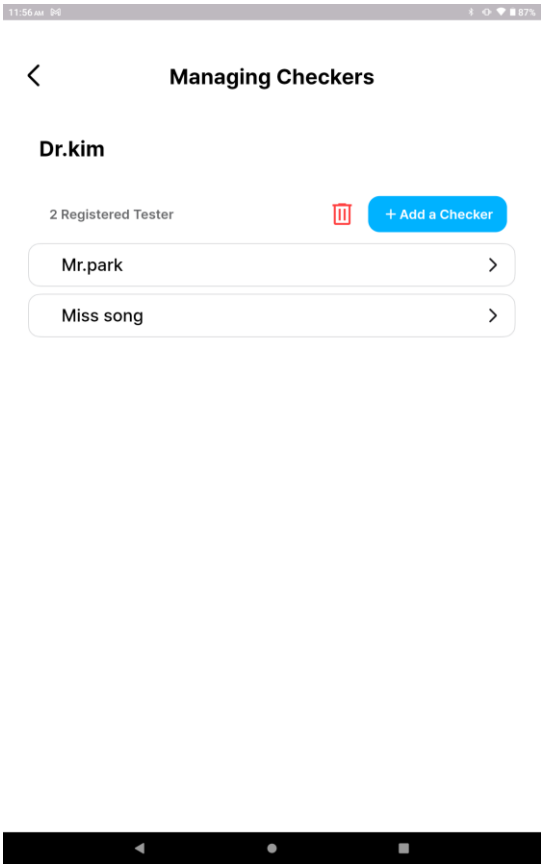 11:56 AM
87%
Managing Checkers
Dr.kim
2 Registered Tester
+ Add a Checker
Mr.park
Miss song